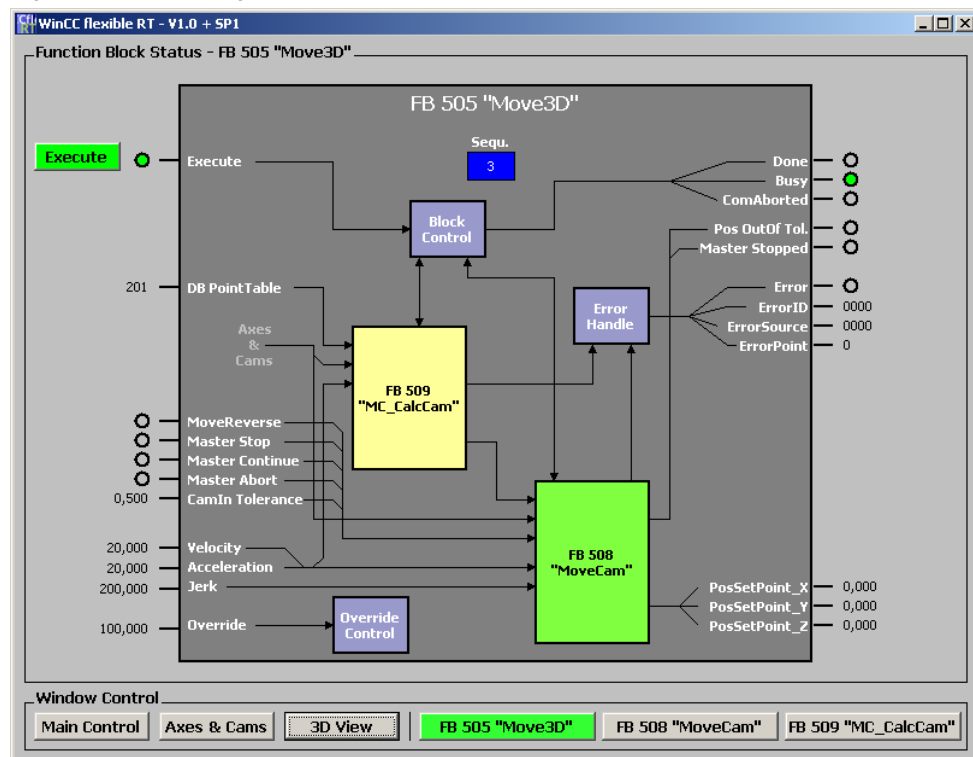 WinCC flexible RT - V1.0 + SP1
Function Block Status - FB 505 "Move3D"
FB 505 "Move3D"
Sequ.
3
Execute
Execute
Done
Busy
ComAborted
Block
Control
Pos OutOf Tol.
Master Stopped
201
DB PointTable
Error
Handle
Error
ErrorID
0000
ErrorSource
0000
ErrorPoint
0
Axes
&
Cams
FB 509
"MC_CalcCam"
MoveReverse
Master Stop
Master Continue
Master Abort
0,500
CamIn Tolerance
20,000
Velocity
20,000
Acceleration
200,000
Jerk
FB 508
"MoveCam"
PosSetPoint_X
0,000
PosSetPoint_Y
0,000
PosSetPoint_Z
0,000
100,000
Override
Override
Control
Window Control
Main Control
Axes & Cams
3D View
FB 505 "Move3D"
FB 508 "MoveCam"
FB 509 "MC_CalcCam"